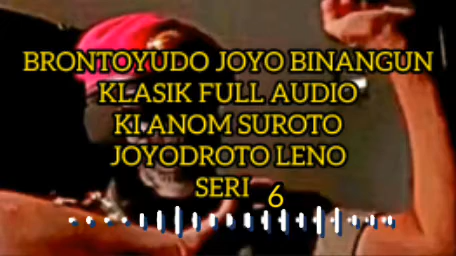 BRONTOYUDO JOYO BINANGUN
KLASIK FULL AUDIO
KI ANOM SUROTO
JOYODROTO LENO
SERI 6